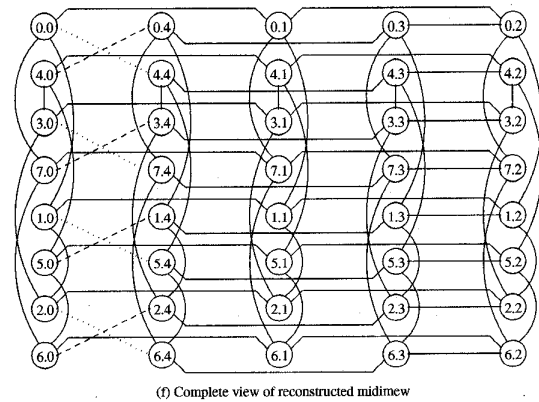 0.0 0.4 0.1 0.3 0.2
4.0 4.4 4.1 4.3 4.2
3.0 3.4 3.1 3.3 3.2
7.0 7.4 7.1 7.3 7.2
1.0 1.4 1.1 1.3 1.2
5.0 5.4 5.1 5.3 5.2
2.0 2.4 2.1 2.3 2.2
6.0 6.4 6.1 6.3 6.2
(f) Complete view of reconstructed midimew